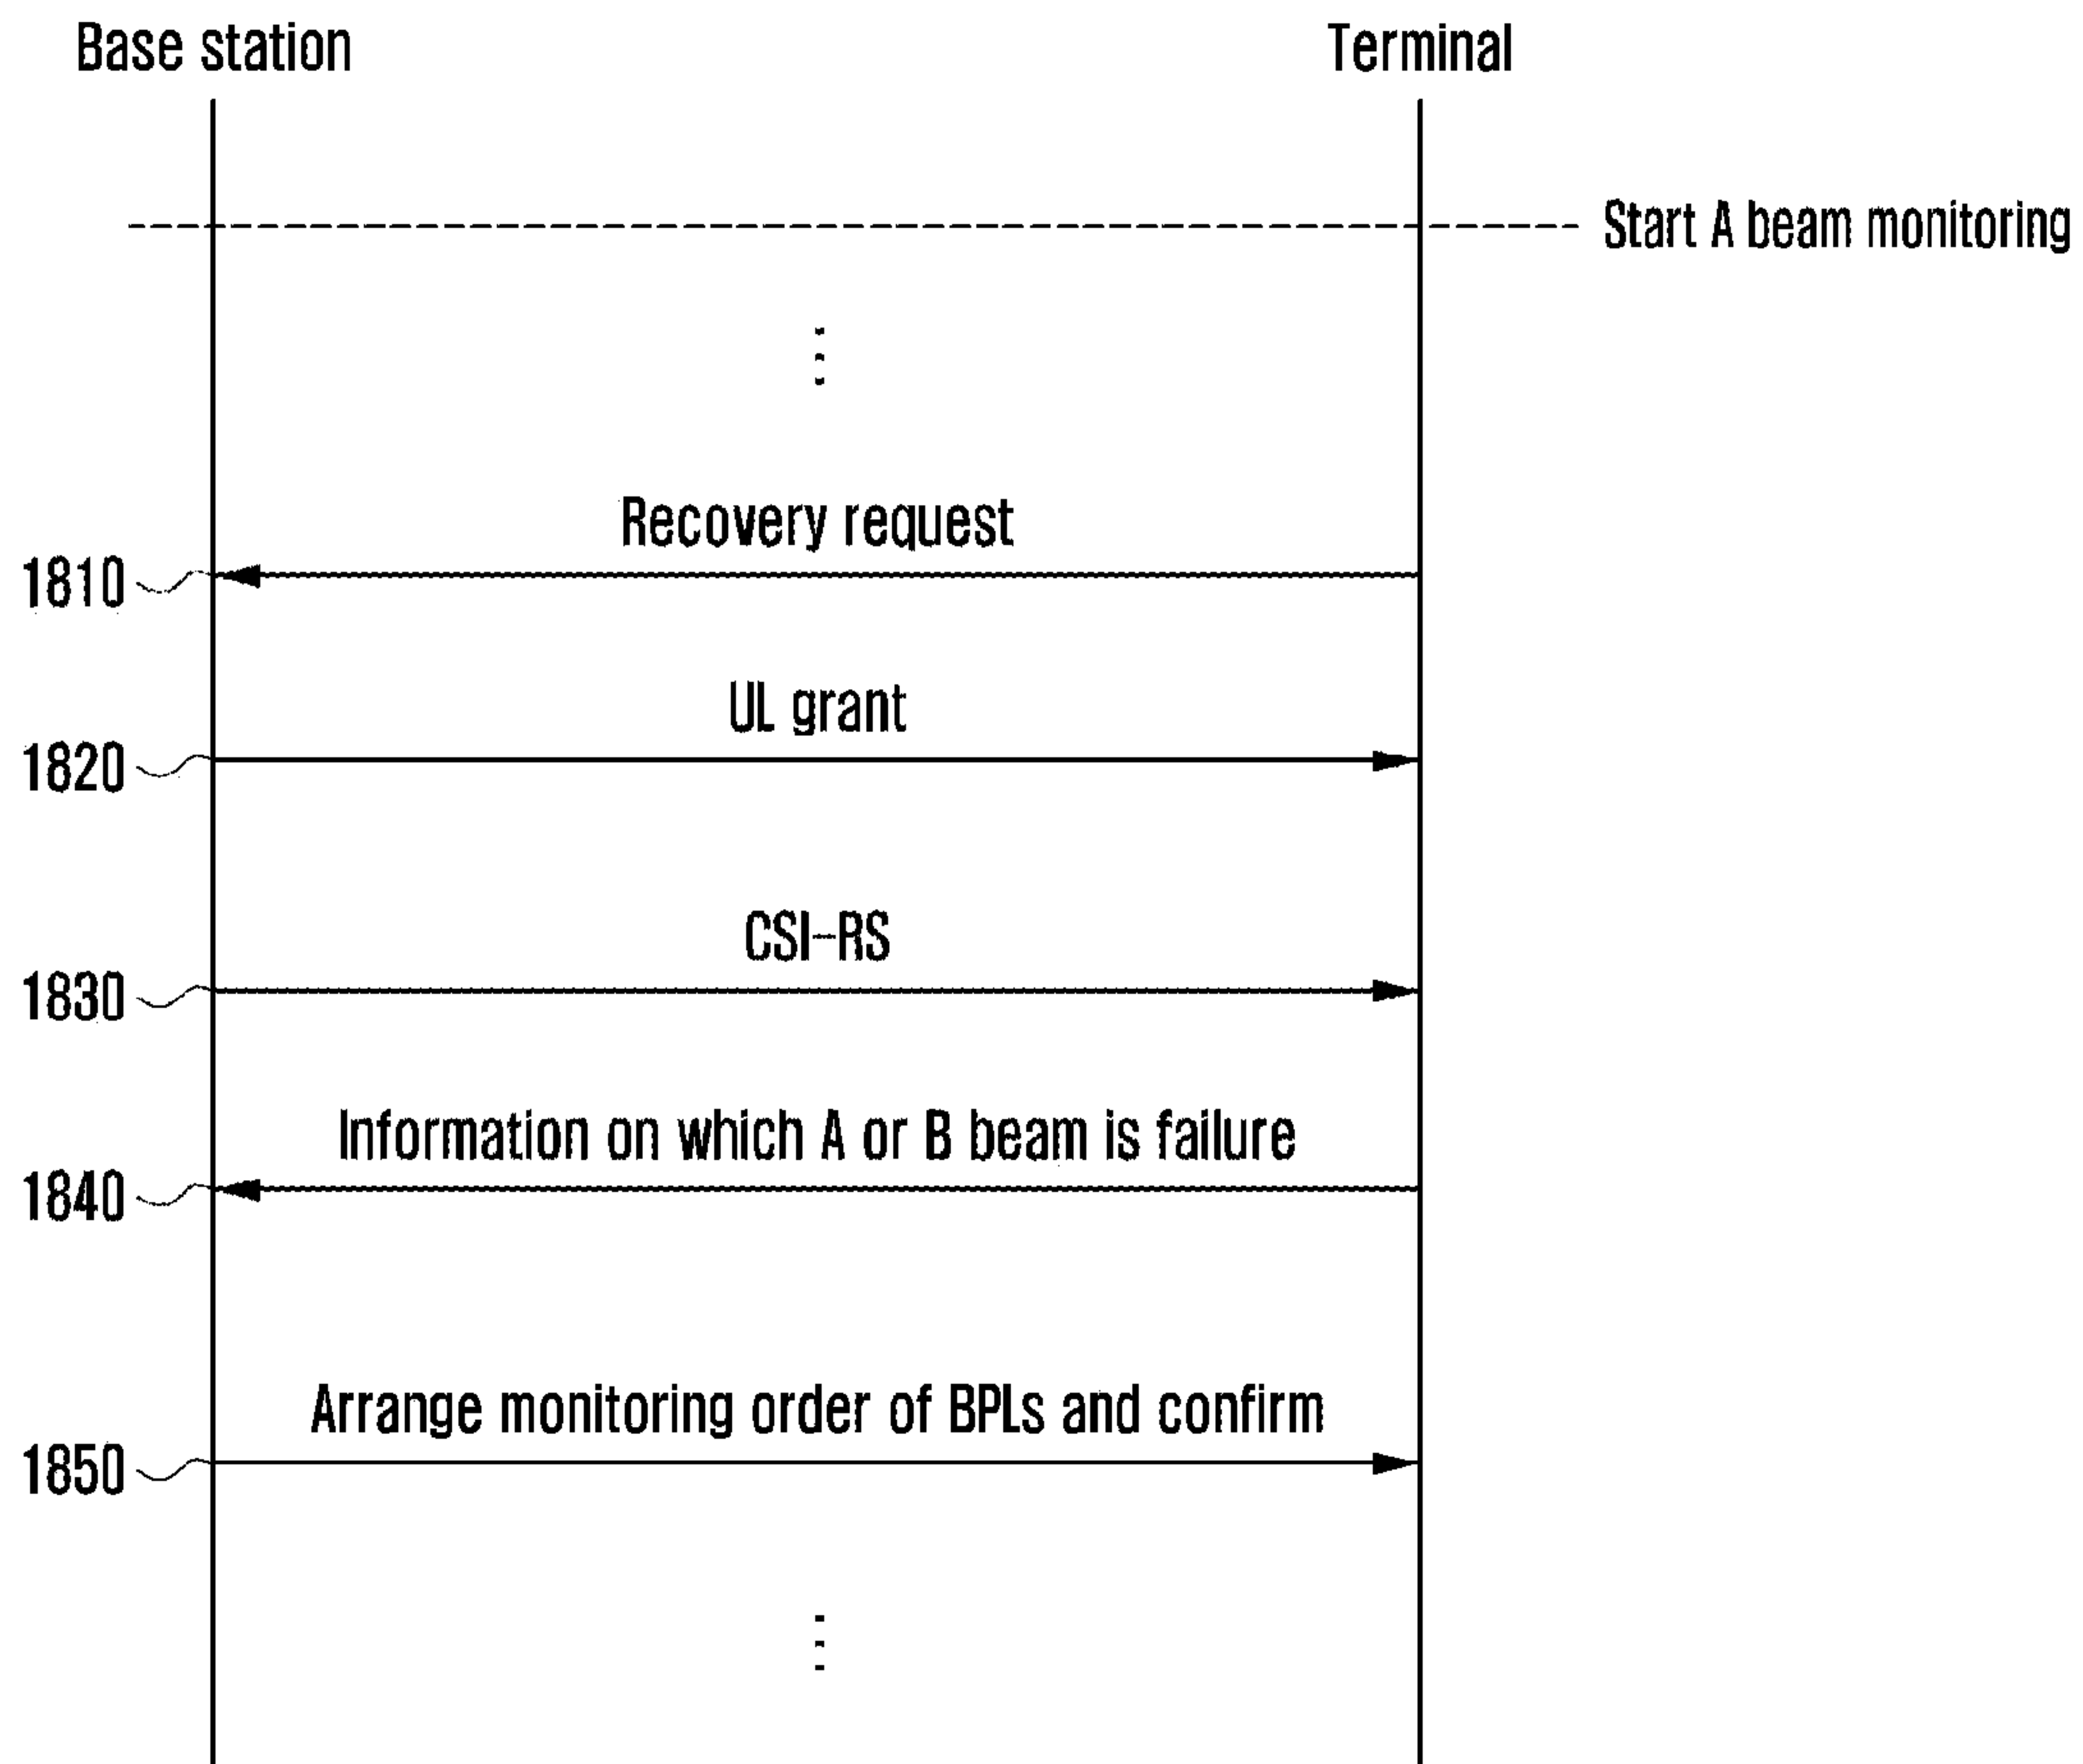 Base station
Terminal
Start A beam monitoring
Recovery request
1810
UL grant
1820
CSI-RS
1830
Information on which A or B beam is failure
1840
Arrange monitoring order of BPLs and confirm
1850